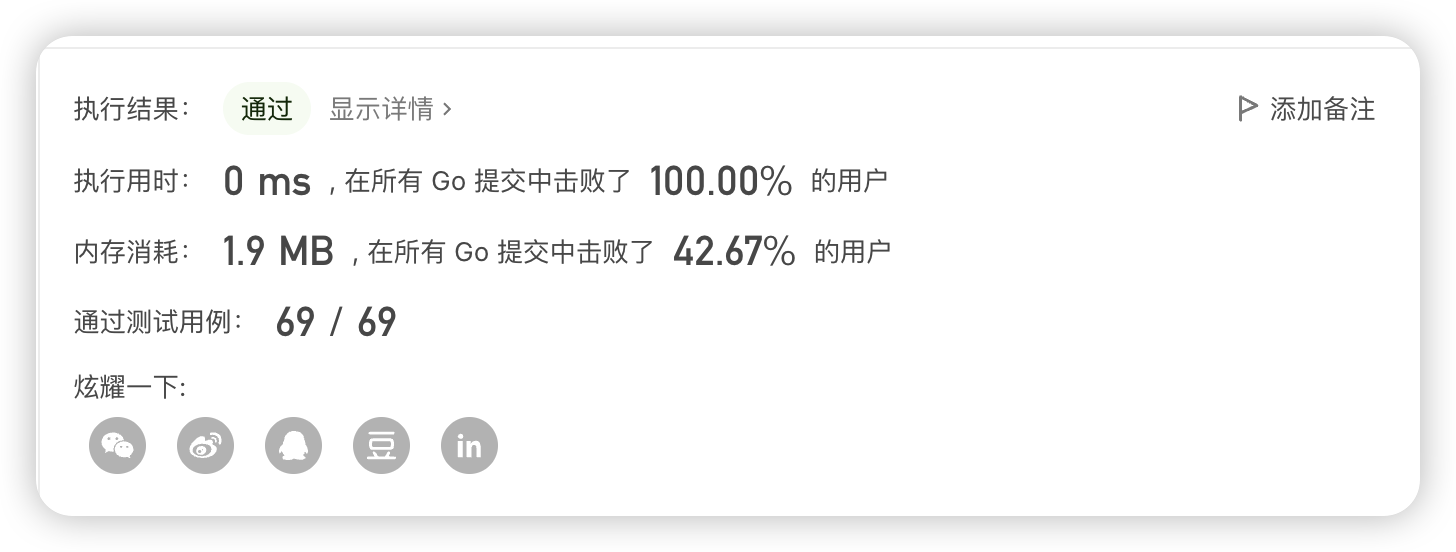 执行结果： 通过 显示详情 › 添加备注
执行用时： 0 ms , 在所有 Go 提交中击败了 100.00% 的用户
内存消耗： 1.9 MB , 在所有 Go 提交中击败了 42.67% 的用户
通过测试用例： 69 / 69
炫耀一下:
豆 in